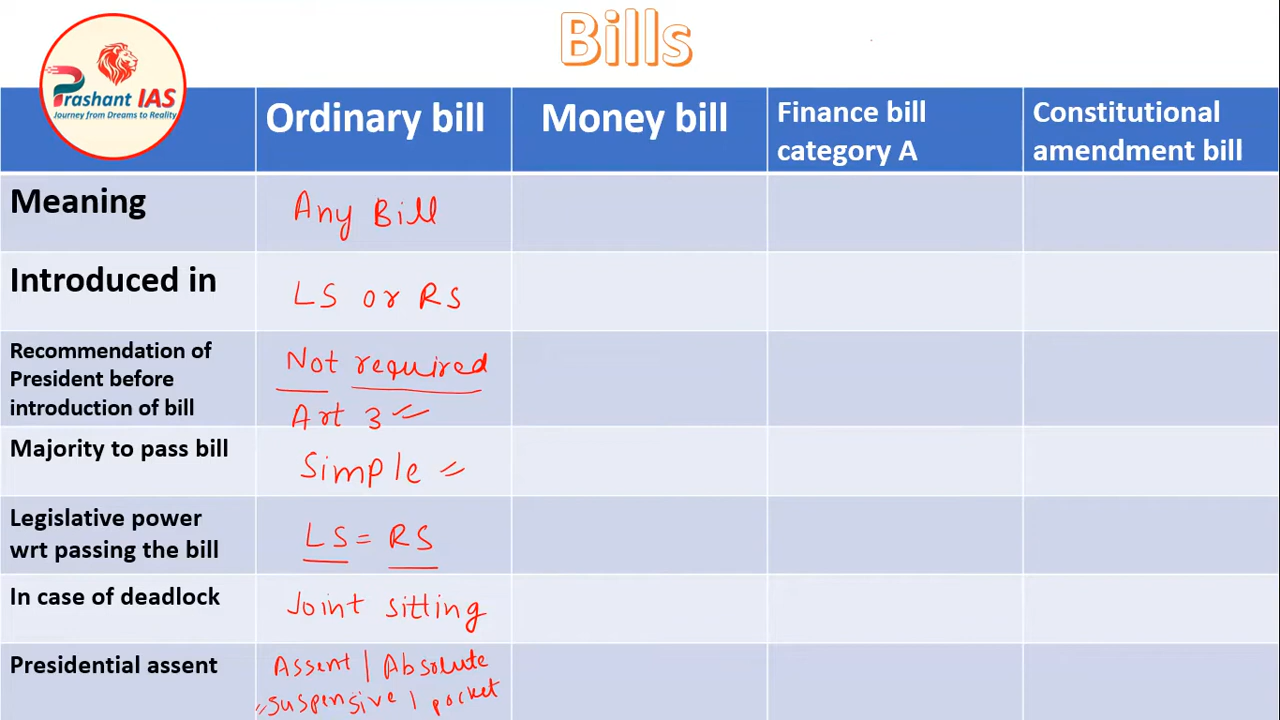 Bills
Prashant IAS
Journey from Dreams to Reality
Ordinary bill
Money bill
Finance bill
category A
Constitutional
amendment bill
Meaning
Any Bill
Introduced in
LS or RS
Recommendation of
President before
introduction of bill
Not required
Art 3
Majority to pass bill
Simple
Legislative power
wrt passing the bill
LS = RS
In case of deadlock
Joint sitting
Presidential assent
Assent | Absolute
suspensive | pocket